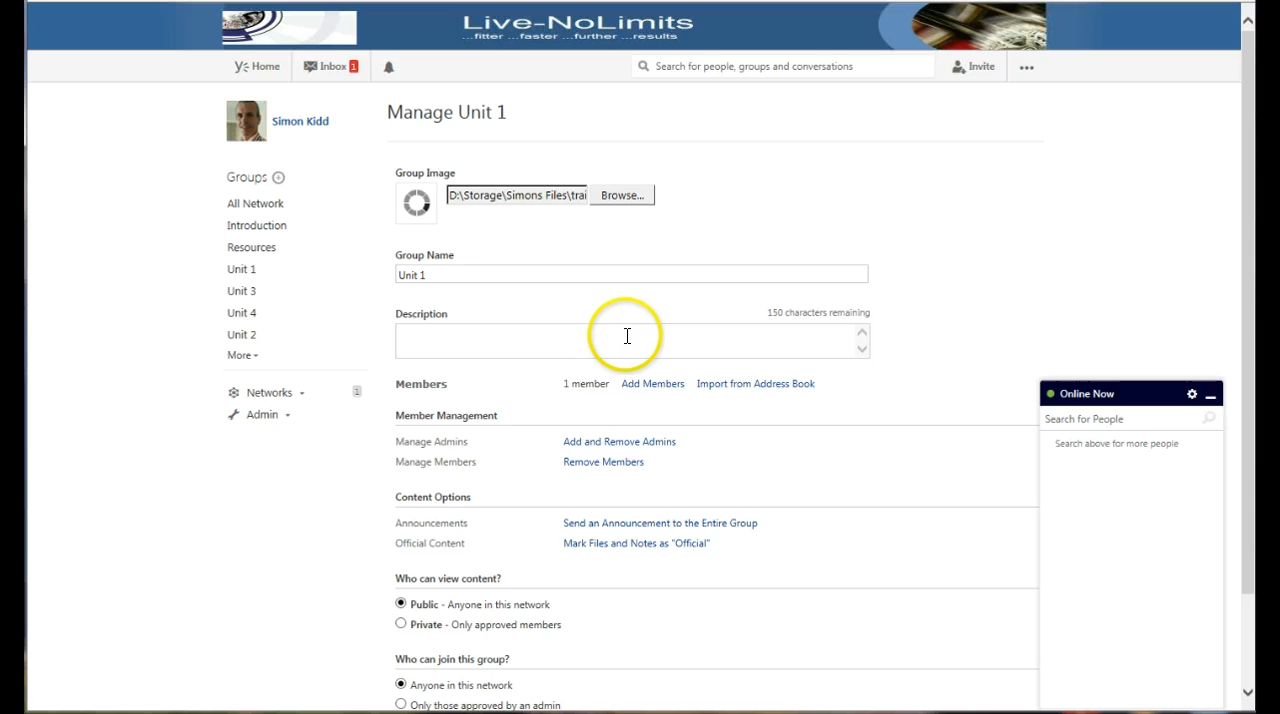 Live-NoLimits
...fitter ...faster ...further ...results
Home
Inbox 1
Search for people, groups and conversations
Invite
Simon Kidd
Manage Unit 1
Groups
All Network
Introduction
Resources
Unit 1
Unit 3
Unit 4
Unit 2
More
Networks 1
Admin
Group Image
D:\Storage\Simons Files\trai
Browse...
Group Name
Unit 1
Description
150 characters remaining
Members 1 member Add Members Import from Address Book
Member Management
Manage Admins Add and Remove Admins
Manage Members Remove Members
Content Options
Announcements Send an Announcement to the Entire Group
Official Content Mark Files and Notes as "Official"
Who can view content?
Public - Anyone in this network
Private - Only approved members
Who can join this group?
Anyone in this network
Only those approved by an admin
Online Now
Search for People
Search above for more people